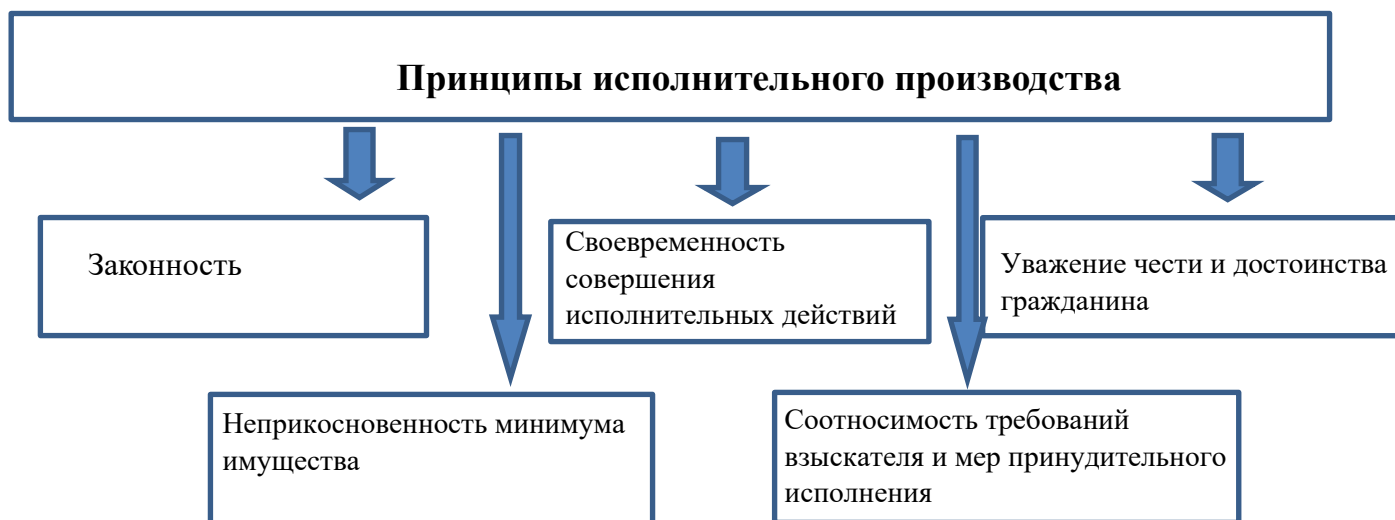 Принципы исполнительного производства
Законность
Своевременность
совершения
исполнительных действий
Уважение чести и достоинства
гражданина
Неприкосновенность минимума
имущества
Соотносимость требований
взыскателя и мер принудительного
исполнения